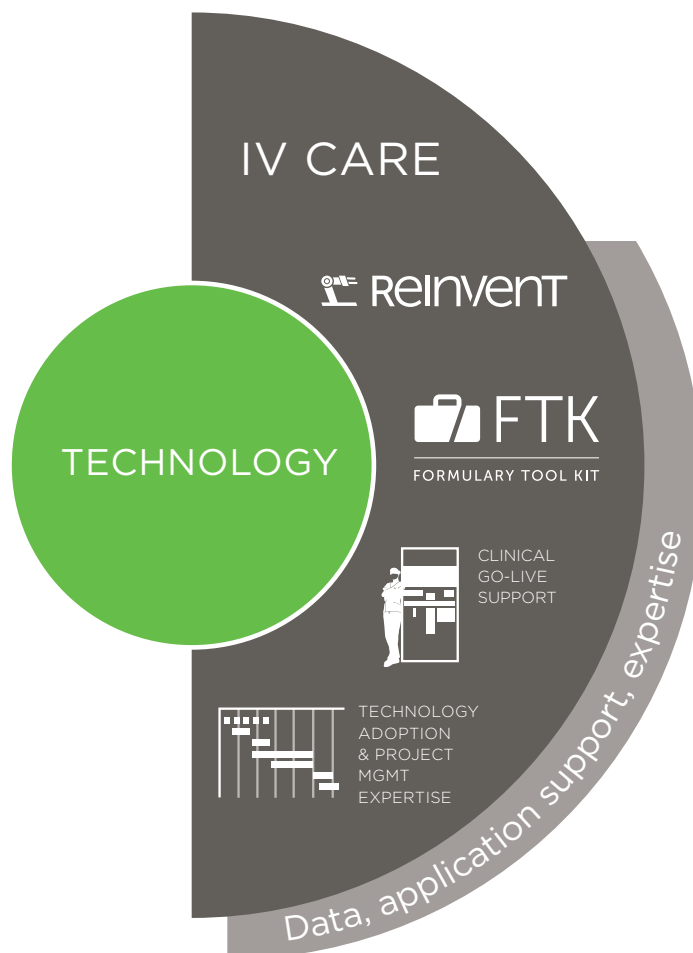 IV CARE
REINVENT
TECHNOLOGY
FTK
FORMULARY TOOL KIT
CLINICAL
GO-LIVE
SUPPORT
TECHNOLOGY
ADOPTION
& PROJECT
MGMT
EXPERTISE
Data, application support, expertise